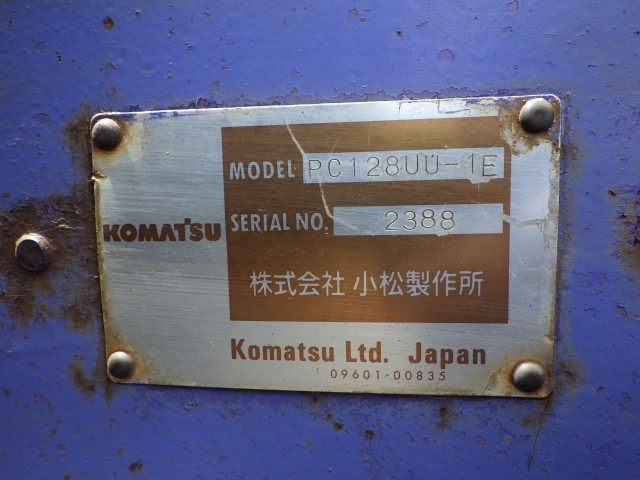 MODEL PC128UU-1E
KOMATSU
SERIAL NO. 2388
株式会社 小松製作所
Komatsu Ltd. Japan
09601-00835